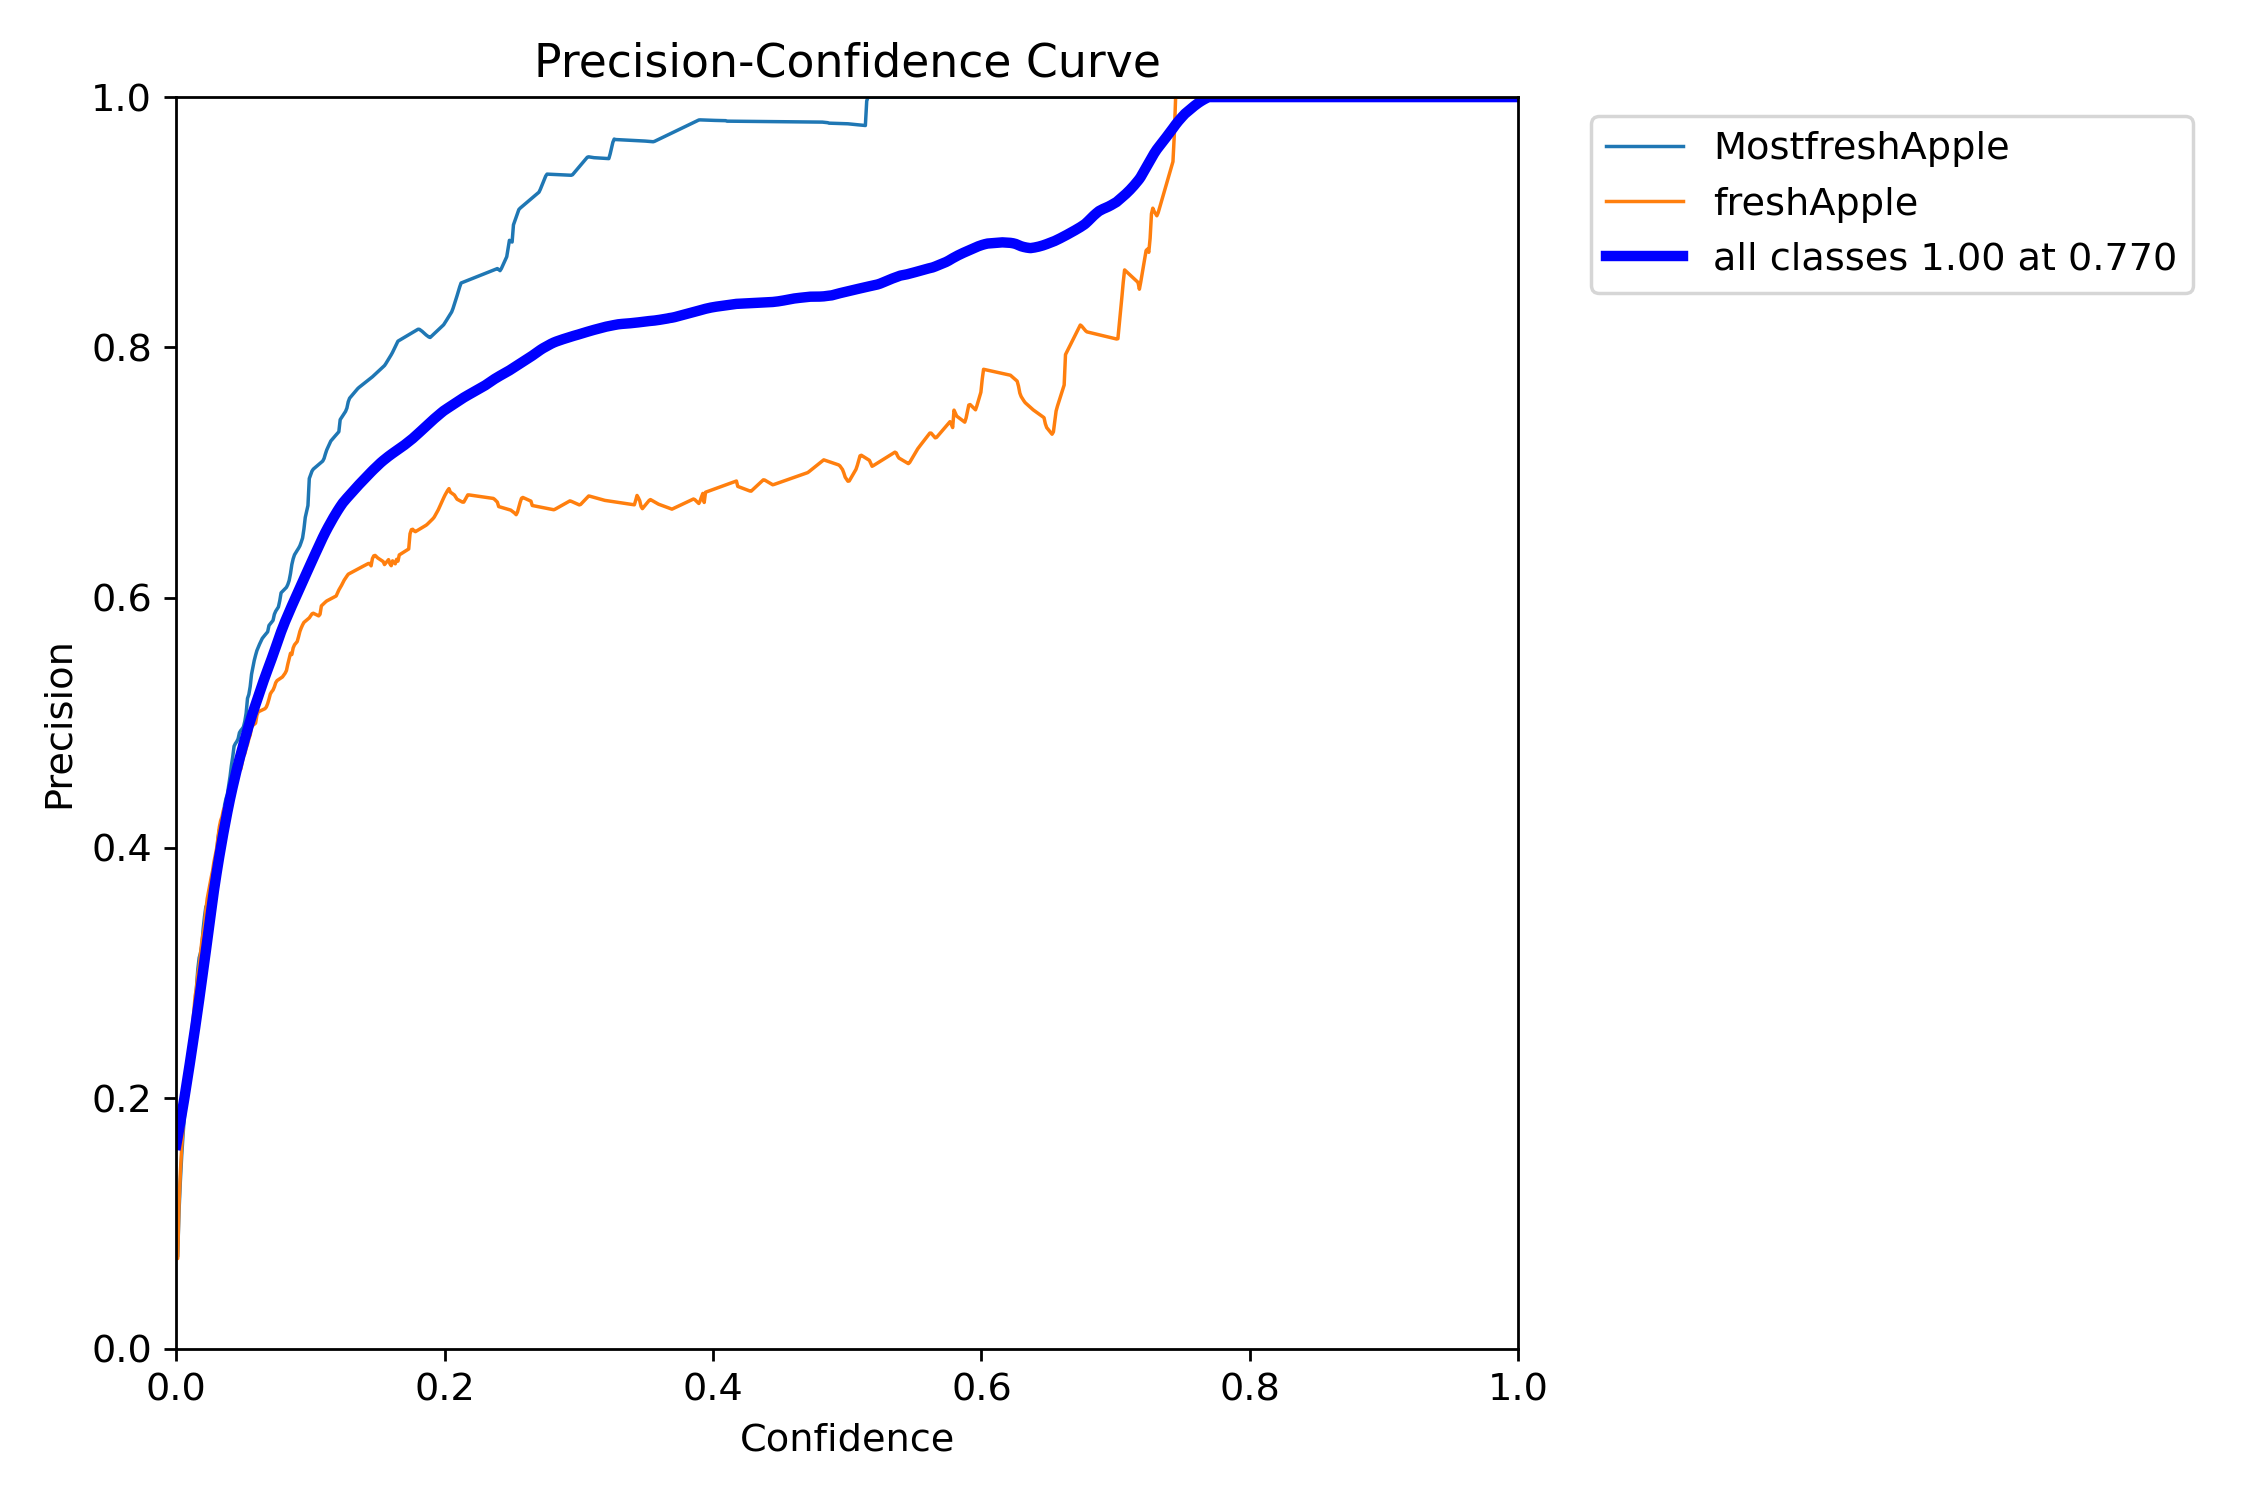 Precision-Confidence Curve
1.0
0.8
0.6
0.4
0.2
0.0
Precision
0.0 0.2 0.4 0.6 0.8 1.0
Confidence
MostfreshApple
freshApple
all classes 1.00 at 0.770